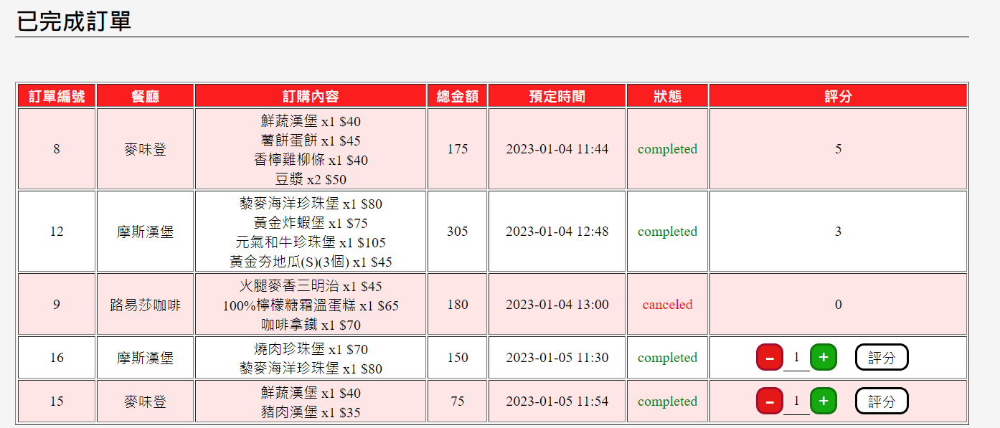 已完成訂單
訂單編號 餐廳 訂購內容 總金額 預定時間 狀態 評分
8 麥味登 鮮蔬漢堡 x1 $40 175 2023-01-04 11:44 completed 5
薯餅蛋餅 x1 $45
香檸雞柳條 x1 $40
豆漿 x2 $50
12 摩斯漢堡 藜麥海洋珍珠堡 x1 $80 305 2023-01-04 12:48 completed 3
黃金炸蝦堡 x1 $75
元氣和牛珍珠堡 x1 $105
黃金夯地瓜(S)(3個) x1 $45
9 路易莎咖啡 火腿麥香三明治 x1 $45 180 2023-01-04 13:00 canceled 0
100%檸檬糖霜溫蛋糕 x1 $65
咖啡拿鐵 x1 $70
16 摩斯漢堡 燒肉珍珠堡 x1 $70 150 2023-01-05 11:30 completed - 1 + 評分
藜麥海洋珍珠堡 x1 $80
15 麥味登 鮮蔬漢堡 x1 $40 75 2023-01-05 11:54 completed - 1 + 評分
豬肉漢堡 x1 $35